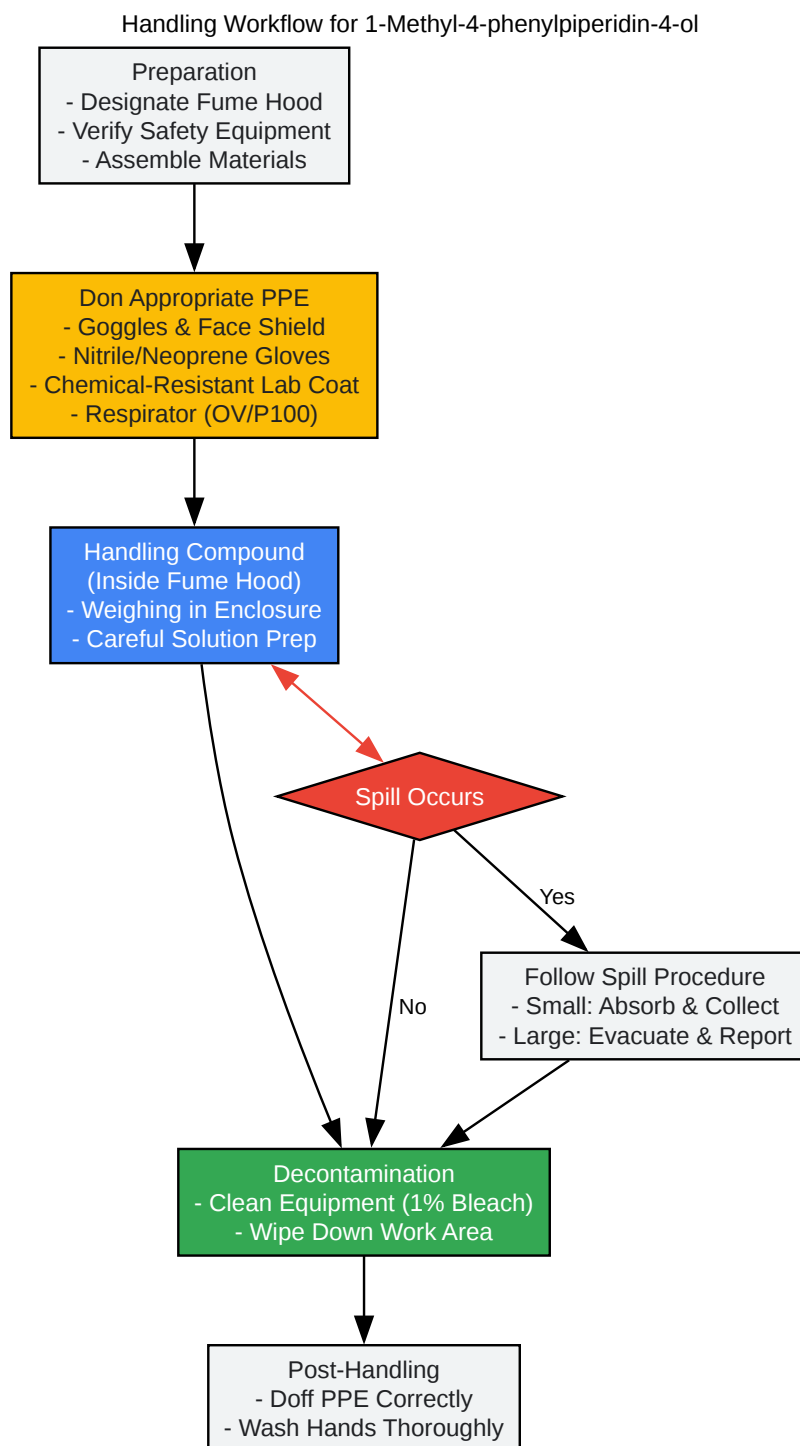 Handling Workflow for 1-Methyl-4-phenylpiperidin-4-ol
Preparation
- Designate Fume Hood
- Verify Safety Equipment
- Assemble Materials
Don Appropriate PPE
- Goggles & Face Shield
- Nitrile/Neoprene Gloves
- Chemical-Resistant Lab Coat
- Respirator (OV/P100)
Handling Compound
(Inside Fume Hood)
- Weighing in Enclosure
- Careful Solution Prep
Spill Occurs
Yes
Follow Spill Procedure
- Small: Absorb & Collect
- Large: Evacuate & Report
No
Decontamination
- Clean Equipment (1% Bleach)
- Wipe Down Work Area
Post-Handling
- Doff PPE Correctly
- Wash Hands Thoroughly